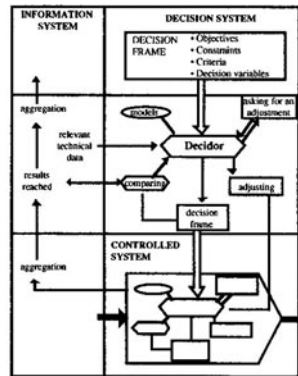 INFORMATION
SYSTEM
DECISION SYSTEM
DECISION
FRAME
• Objectives
• Constraints
• Criteria
• Decision variables
aggregation
models
asking for an
adjustment
relevant
technical
data
Decidor
results
reached
comparing
adjusting
decision
frame
aggregation
CONTROLLED
SYSTEM